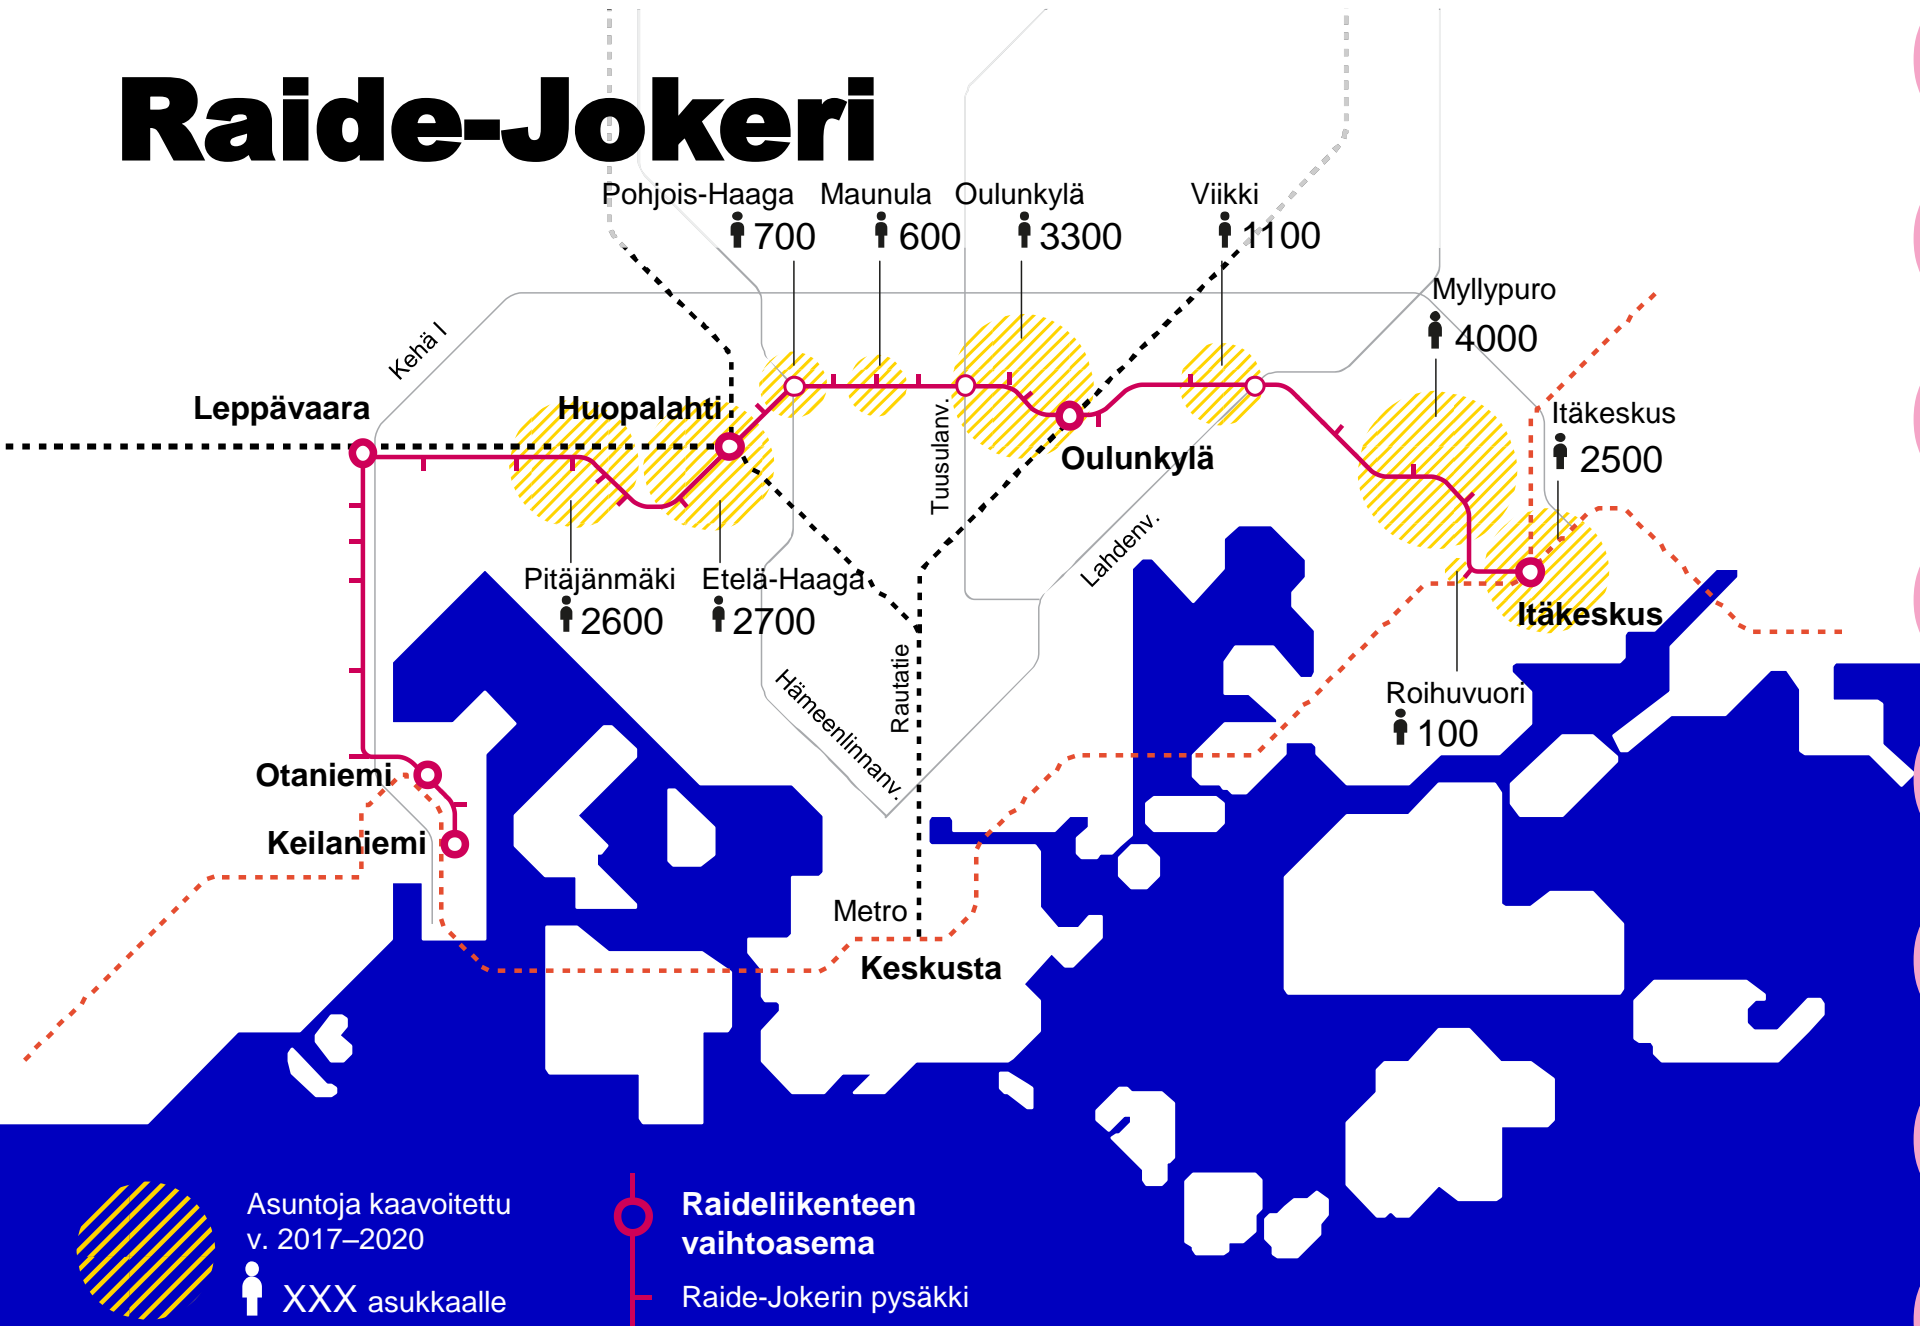 Raide-Jokeri
Pohjois-Haaga
700
Maunula
600
Oulunkylä
3300
Viikki
1100
Myllypuro
4000
Kehä I
Leppävaara
Huopalahti
Itäkeskus
2500
Tuusulanv.
Oulunkylä
Lahdenv.
Pitäjänmäki
2600
Etelä-Haaga
2700
Itäkeskus
Rautatie
Hämeenlinnanv.
Roihuvuori
100
Otaniemi
Keilaniemi
Metro
Keskusta
Asuntoja kaavoitettu
v. 2017–2020
XXX asukkaalle
Raideliikenteen
vaihtoasema
Raide-Jokerin pysäkki